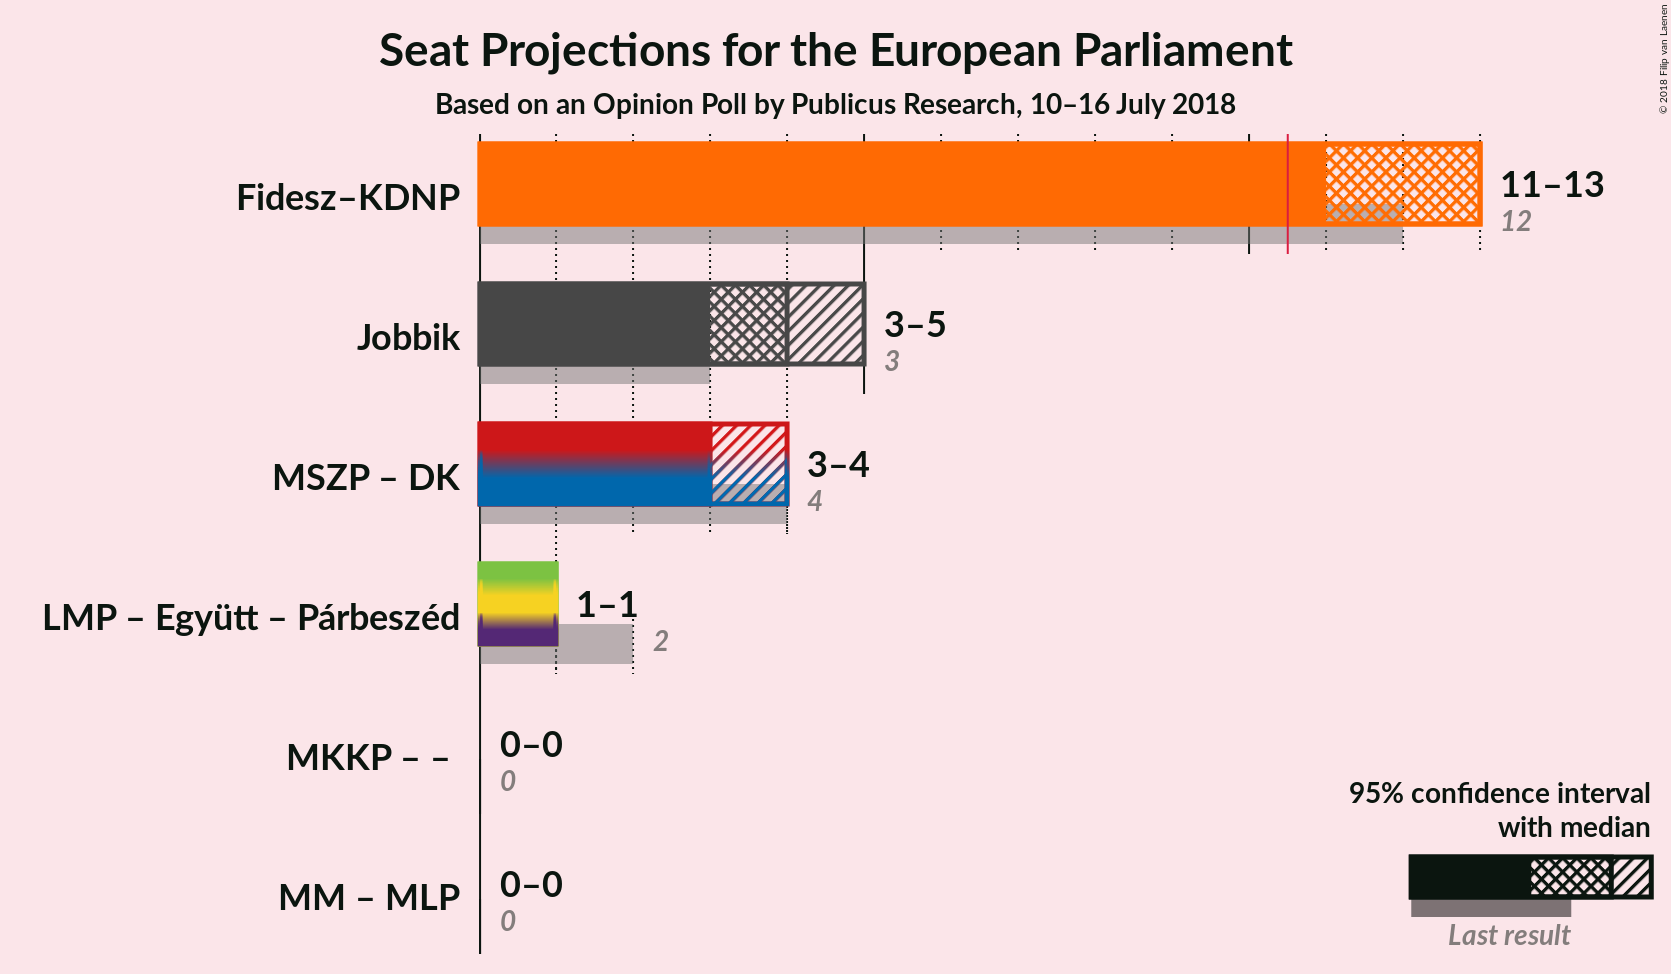 Seat Projections for the European Parliament
Based on an Opinion Poll by Publicus Research, 10–16 July 2018
© 2018 Filip van Laenen
Fidesz–KDNP
11–13
12
Jobbik
3–5
3
MSZP – DK
3–4
4
LMP – Együtt – Párbeszéd
1–1
2
MKKP – –
0–0
0
MM – MLP
0–0
0
95% confidence interval
with median
Last result